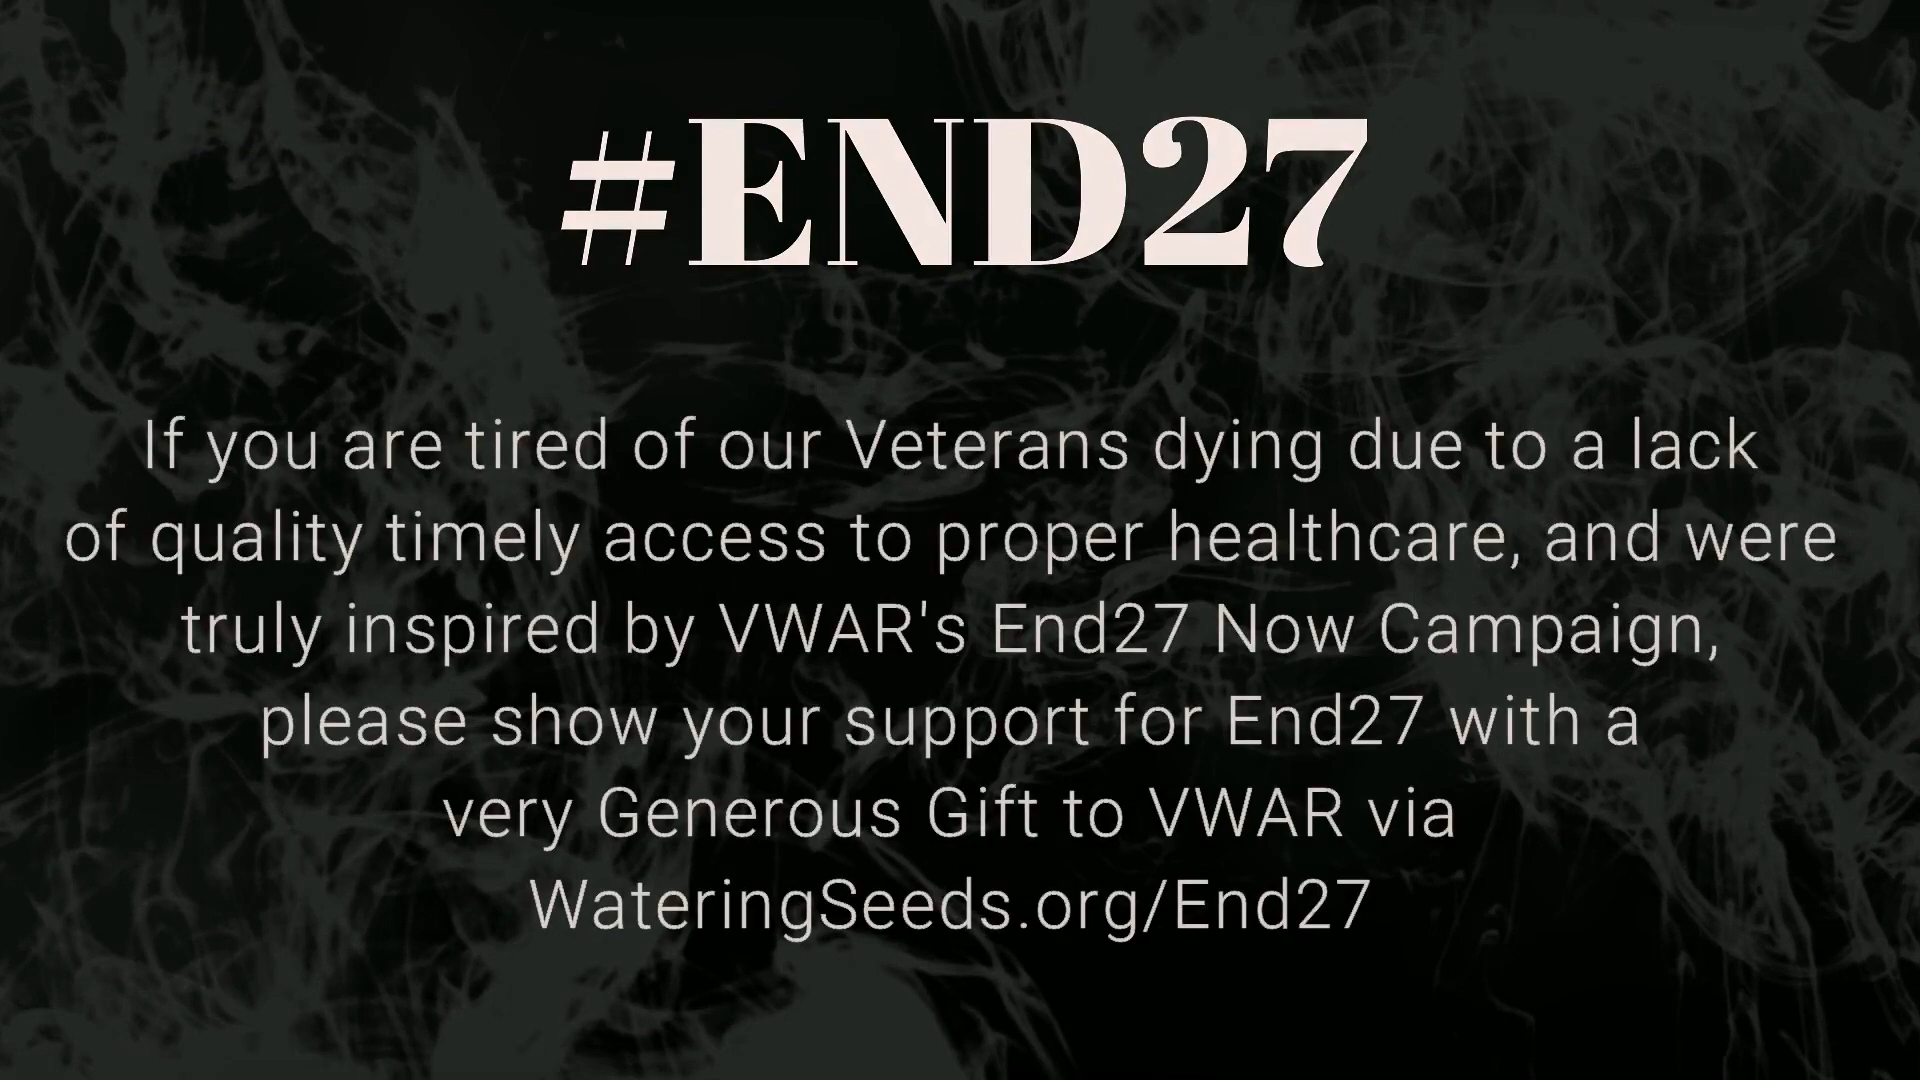 #END27
If you are tired of our Veterans dying due to a lack
of quality timely access to proper healthcare, and were
truly inspired by VWAR's End27 Now Campaign,
please show your support for End27 with a
very Generous Gift to VWAR via
WateringSeeds.org/End27